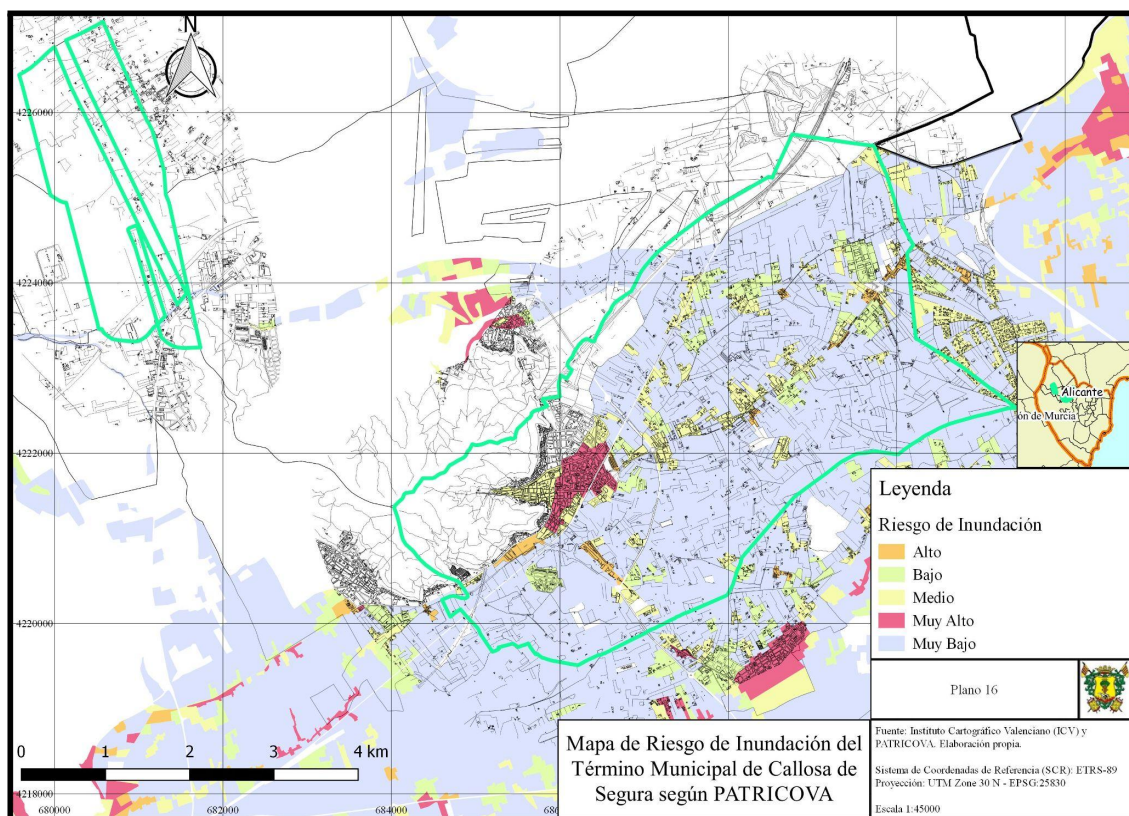 N
4226000
4224000
4222000
4220000
4218000
680000
682000
684000
Alicante
ón de Murcia
Leyenda
Riesgo de Inundación
Alto
Bajo
Medio
Muy Alto
Muy Bajo
Plano 16
0 1 2 3 4 km
Mapa de Riesgo de Inundación del
Término Municipal de Callosa de
Segura según PATRICOVA
Fuente: Instituto Cartográfico Valenciano (ICV) y
PATRICOVA. Elaboración propia.
Sistema de Coordenadas de Referencia (SCR): ETRS-89
Proyección: UTM Zone 30 N - EPSG:25830
Escala 1:45000